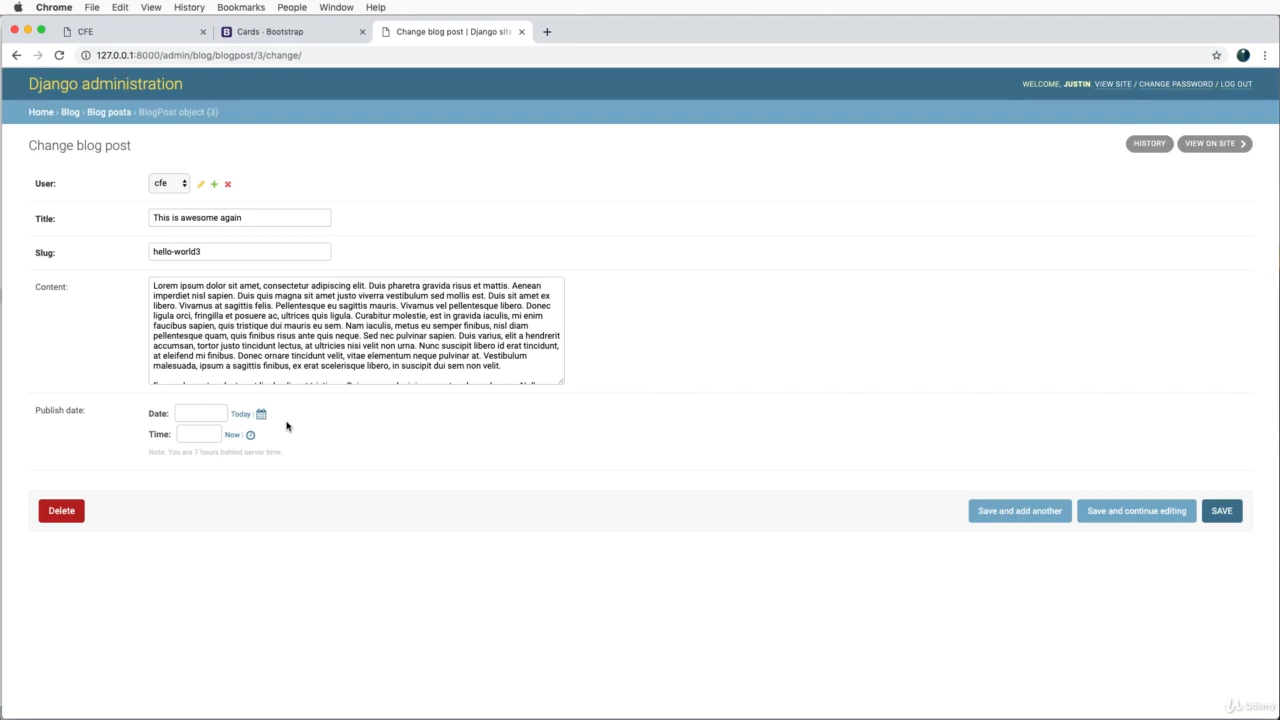 Chrome File Edit View History Bookmarks People Window Help
CFE
Cards · Bootstrap
Change blog post | Django site
127.0.0.1:8000/admin/blog/blogpost/3/change/
Django administration
WELCOME, JUSTIN. VIEW SITE / CHANGE PASSWORD / LOG OUT
Home › Blog › Blog posts › BlogPost object (3)
Change blog post
HISTORY
VIEW ON SITE
User: cfe
Title: This is awesome again
Slug: hello-world3
Content:
Lorem ipsum dolor sit amet, consectetur adipiscing elit. Duis pharetra gravida risus et mattis. Aenean
imperdiet nisl sapien. Duis quis magna sit amet justo viverra vestibulum sed mollis est. Duis sit amet ex
libero. Vivamus at sagittis felis. Pellentesque eu sagittis mauris. Vivamus vel pellentesque libero. Donec
ligula orci, fringilla et posuere ac, ultrices quis ligula. Curabitur molestie, est in gravida iaculis, mi enim
faucibus sapien, quis tristique dui mauris eu sem. Nam iaculis, metus eu semper finibus, nisl diam
pellentesque quam, quis finibus risus ante quis neque. Sed nec pulvinar sapien. Duis varius, elit a hendrerit
accumsan, tortor justo tincidunt lectus, at ultricies nisi velit non urna. Nunc suscipit libero id erat tincidunt,
at eleifend mi finibus. Donec ornare tincidunt velit, vitae elementum neque pulvinar at. Vestibulum
malesuada, ipsum a sagittis finibus, ex erat scelerisque libero, in suscipit dui sem non velit.
Publish date:
Date: Today |
Time: Now |
Note: You are 7 hours behind server time.
Delete
Save and add another
Save and continue editing
SAVE
Udemy